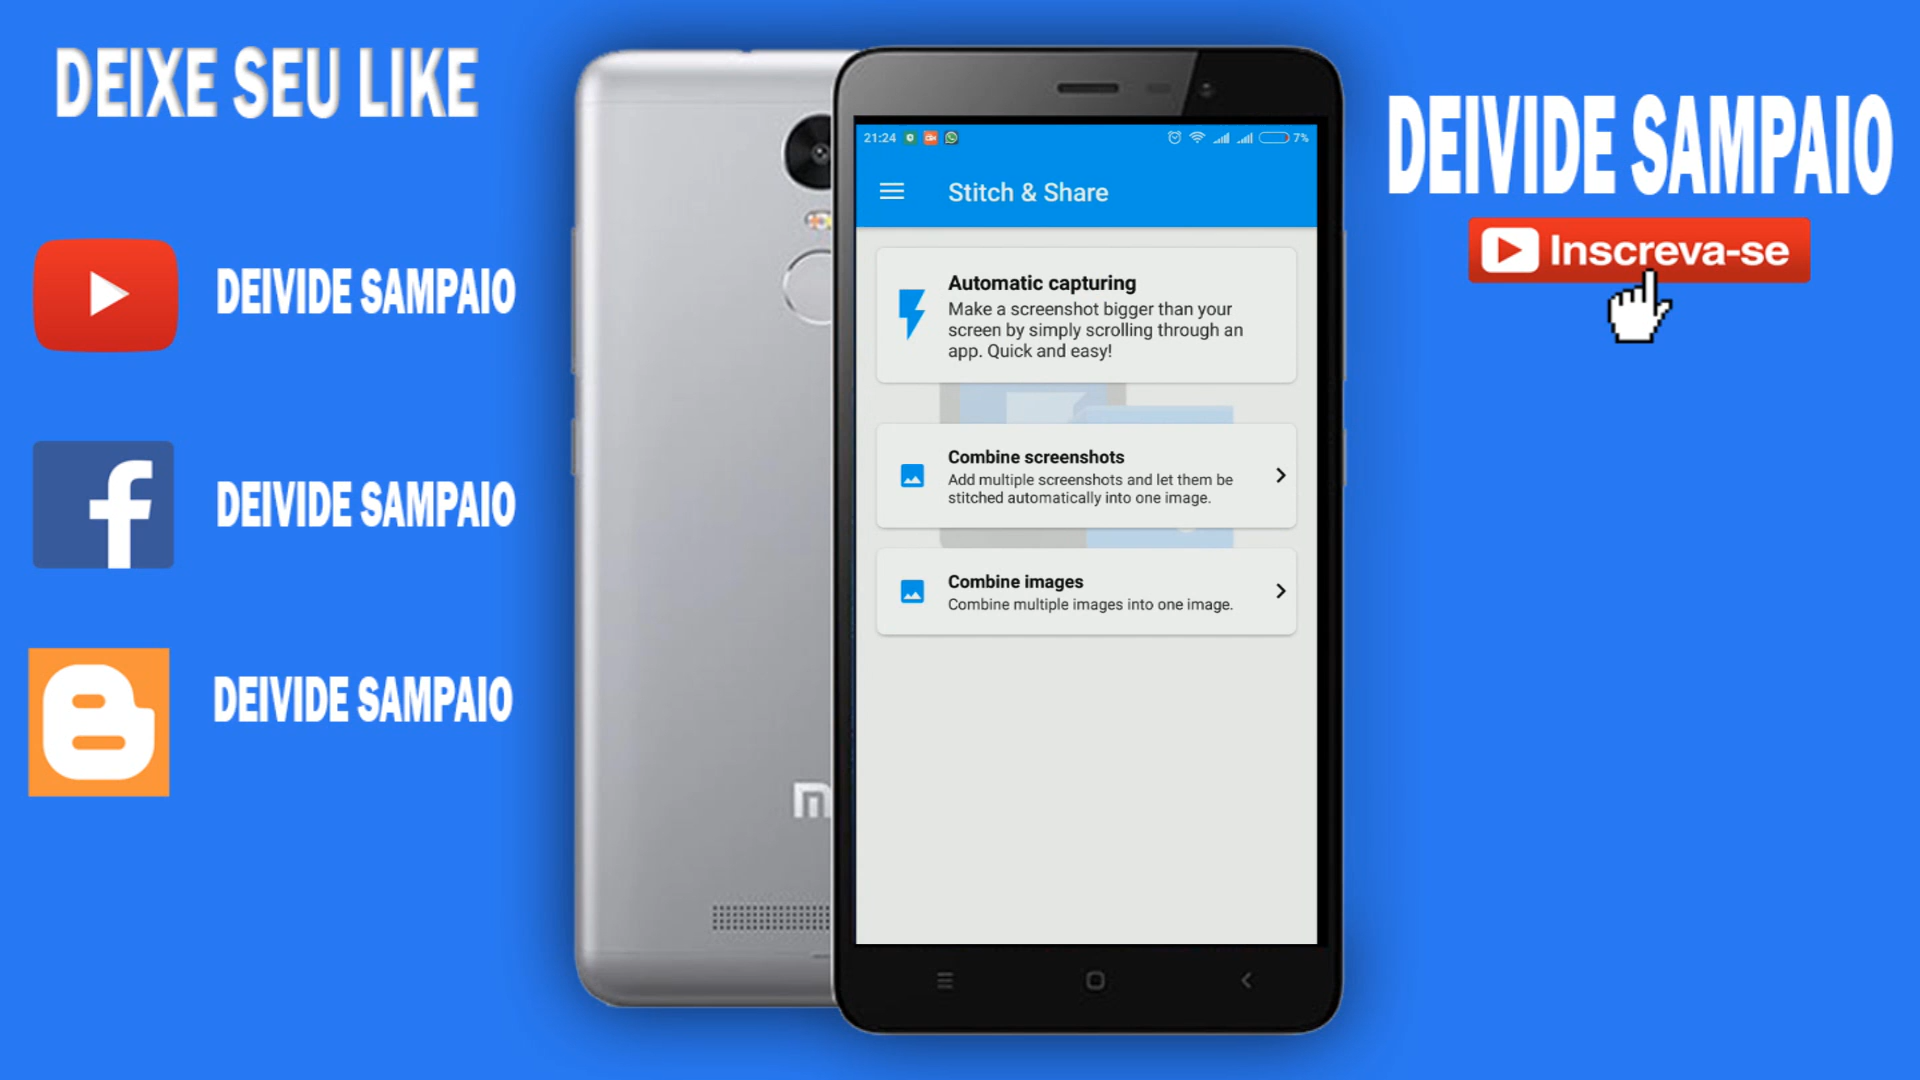 DEIXE SEU LIKE
DEIVIDE SAMPAIO
DEIVIDE SAMPAIO
DEIVIDE SAMPAIO
21:24
7%
Stitch & Share
Automatic capturing
Make a screenshot bigger than your
screen by simply scrolling through an
app. Quick and easy!
Combine screenshots
Add multiple screenshots and let them be
stitched automatically into one image.
Combine images
Combine multiple images into one image.
DEIVIDE SAMPAIO
Inscreva-se